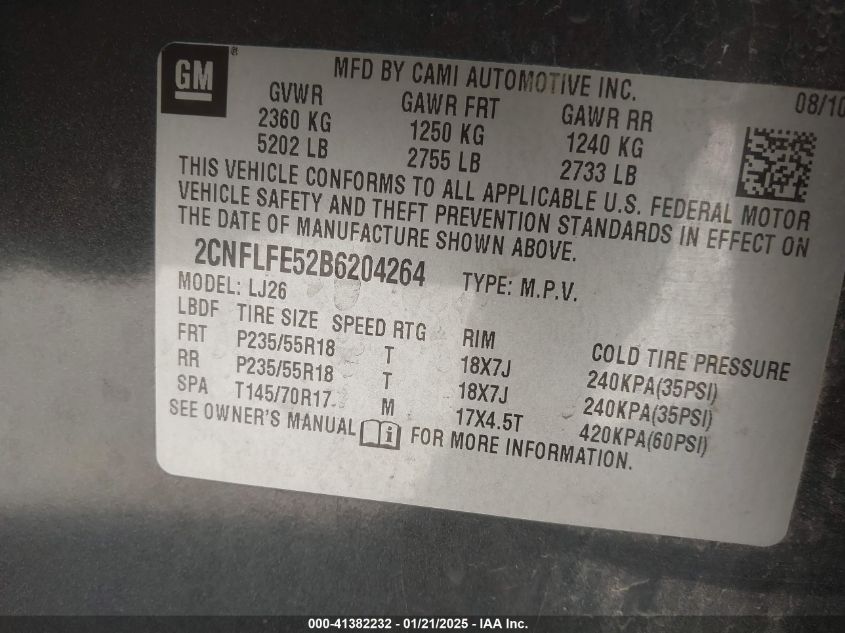 GM ®
MFD BY CAMI AUTOMOTIVE INC.
08/10
GVWR GAWR FRT GAWR RR
2360 KG 1250 KG 1240 KG
5202 LB 2755 LB 2733 LB
THIS VEHICLE CONFORMS TO ALL APPLICABLE U.S. FEDERAL MOTOR
VEHICLE SAFETY AND THEFT PREVENTION STANDARDS IN EFFECT ON
THE DATE OF MANUFACTURE SHOWN ABOVE.
2CNFLFE52B6204264 TYPE: M.P.V.
MODEL: LJ26
LBDF TIRE SIZE SPEED RTG RIM COLD TIRE PRESSURE
FRT P235/55R18 T 18X7J 240KPA(35PSI)
RR P235/55R18 T 18X7J 240KPA(35PSI)
SPA T145/70R17 M 17X4.5T 420KPA(60PSI)
SEE OWNER'S MANUAL i FOR MORE INFORMATION.
000-41382232 - 01/21/2025 - IAA Inc.